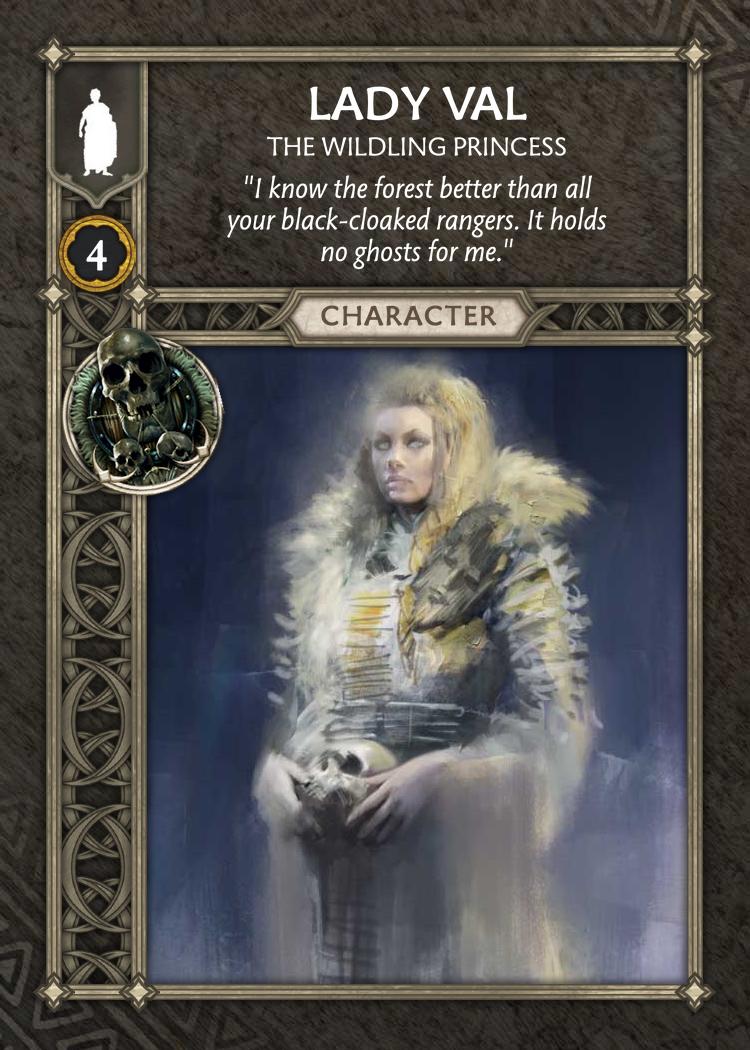 LADY VAL
THE WILDLING PRINCESS
"I know the forest better than all
your black-cloaked rangers. It holds
no ghosts for me."
4
CHARACTER